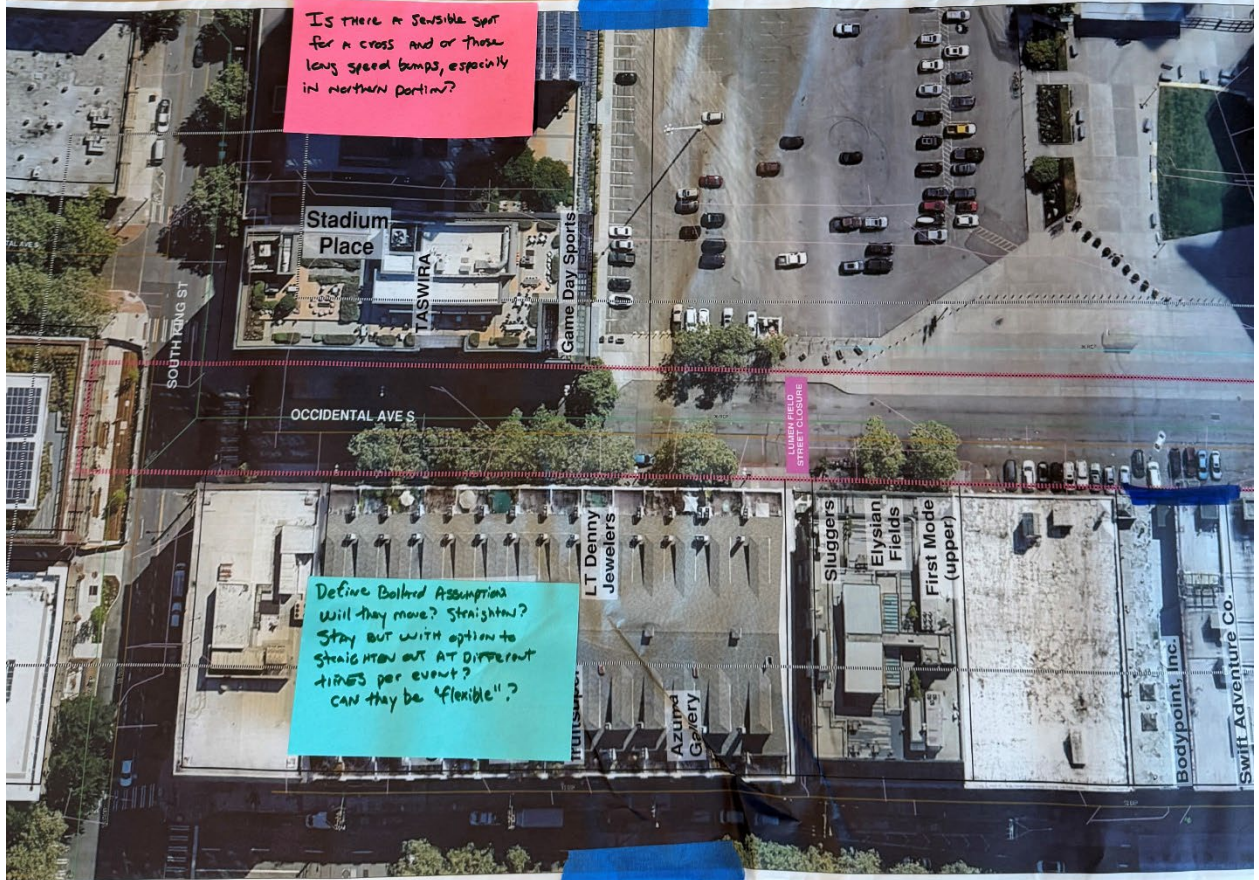 Is there a sensible spot
for a cross and or those
long speed bumps, especially
in northern portion?
Stadium
Place
TASWIRA
Game Day Sports
SOUTH KING ST
OCCIDENTAL AVE S
LUMEN FIELD
STREET CLOSURE
LT Denny
Jewelers
Sluggers
Elysian
Fields
First Mode
(upper)
Define Bollard Assumptions
will they move? Straighten?
Stay BUT with option to
straighten out AT Different
times per event?
CAN they be "flexible"?
Azuma
Gallery
Bodypoint Inc.
Swift Adventure Co.